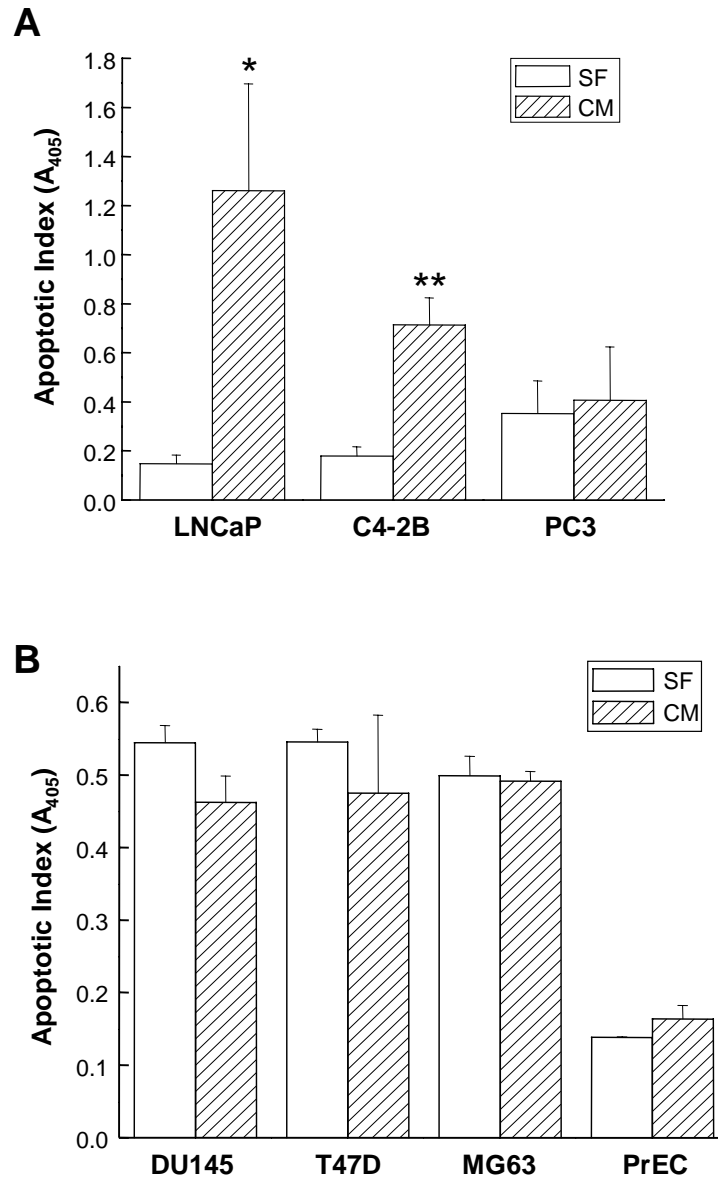 A
Apoptotic Index (A405)
1.8
1.6
1.4
1.2
1.0
0.8
0.6
0.4
0.2
0.0
*
**
SF
CM
LNCaP C4-2B PC3
B
Apoptotic Index (A405)
0.6
0.5
0.4
0.3
0.2
0.1
0.0
SF
CM
DU145 T47D MG63 PrEC